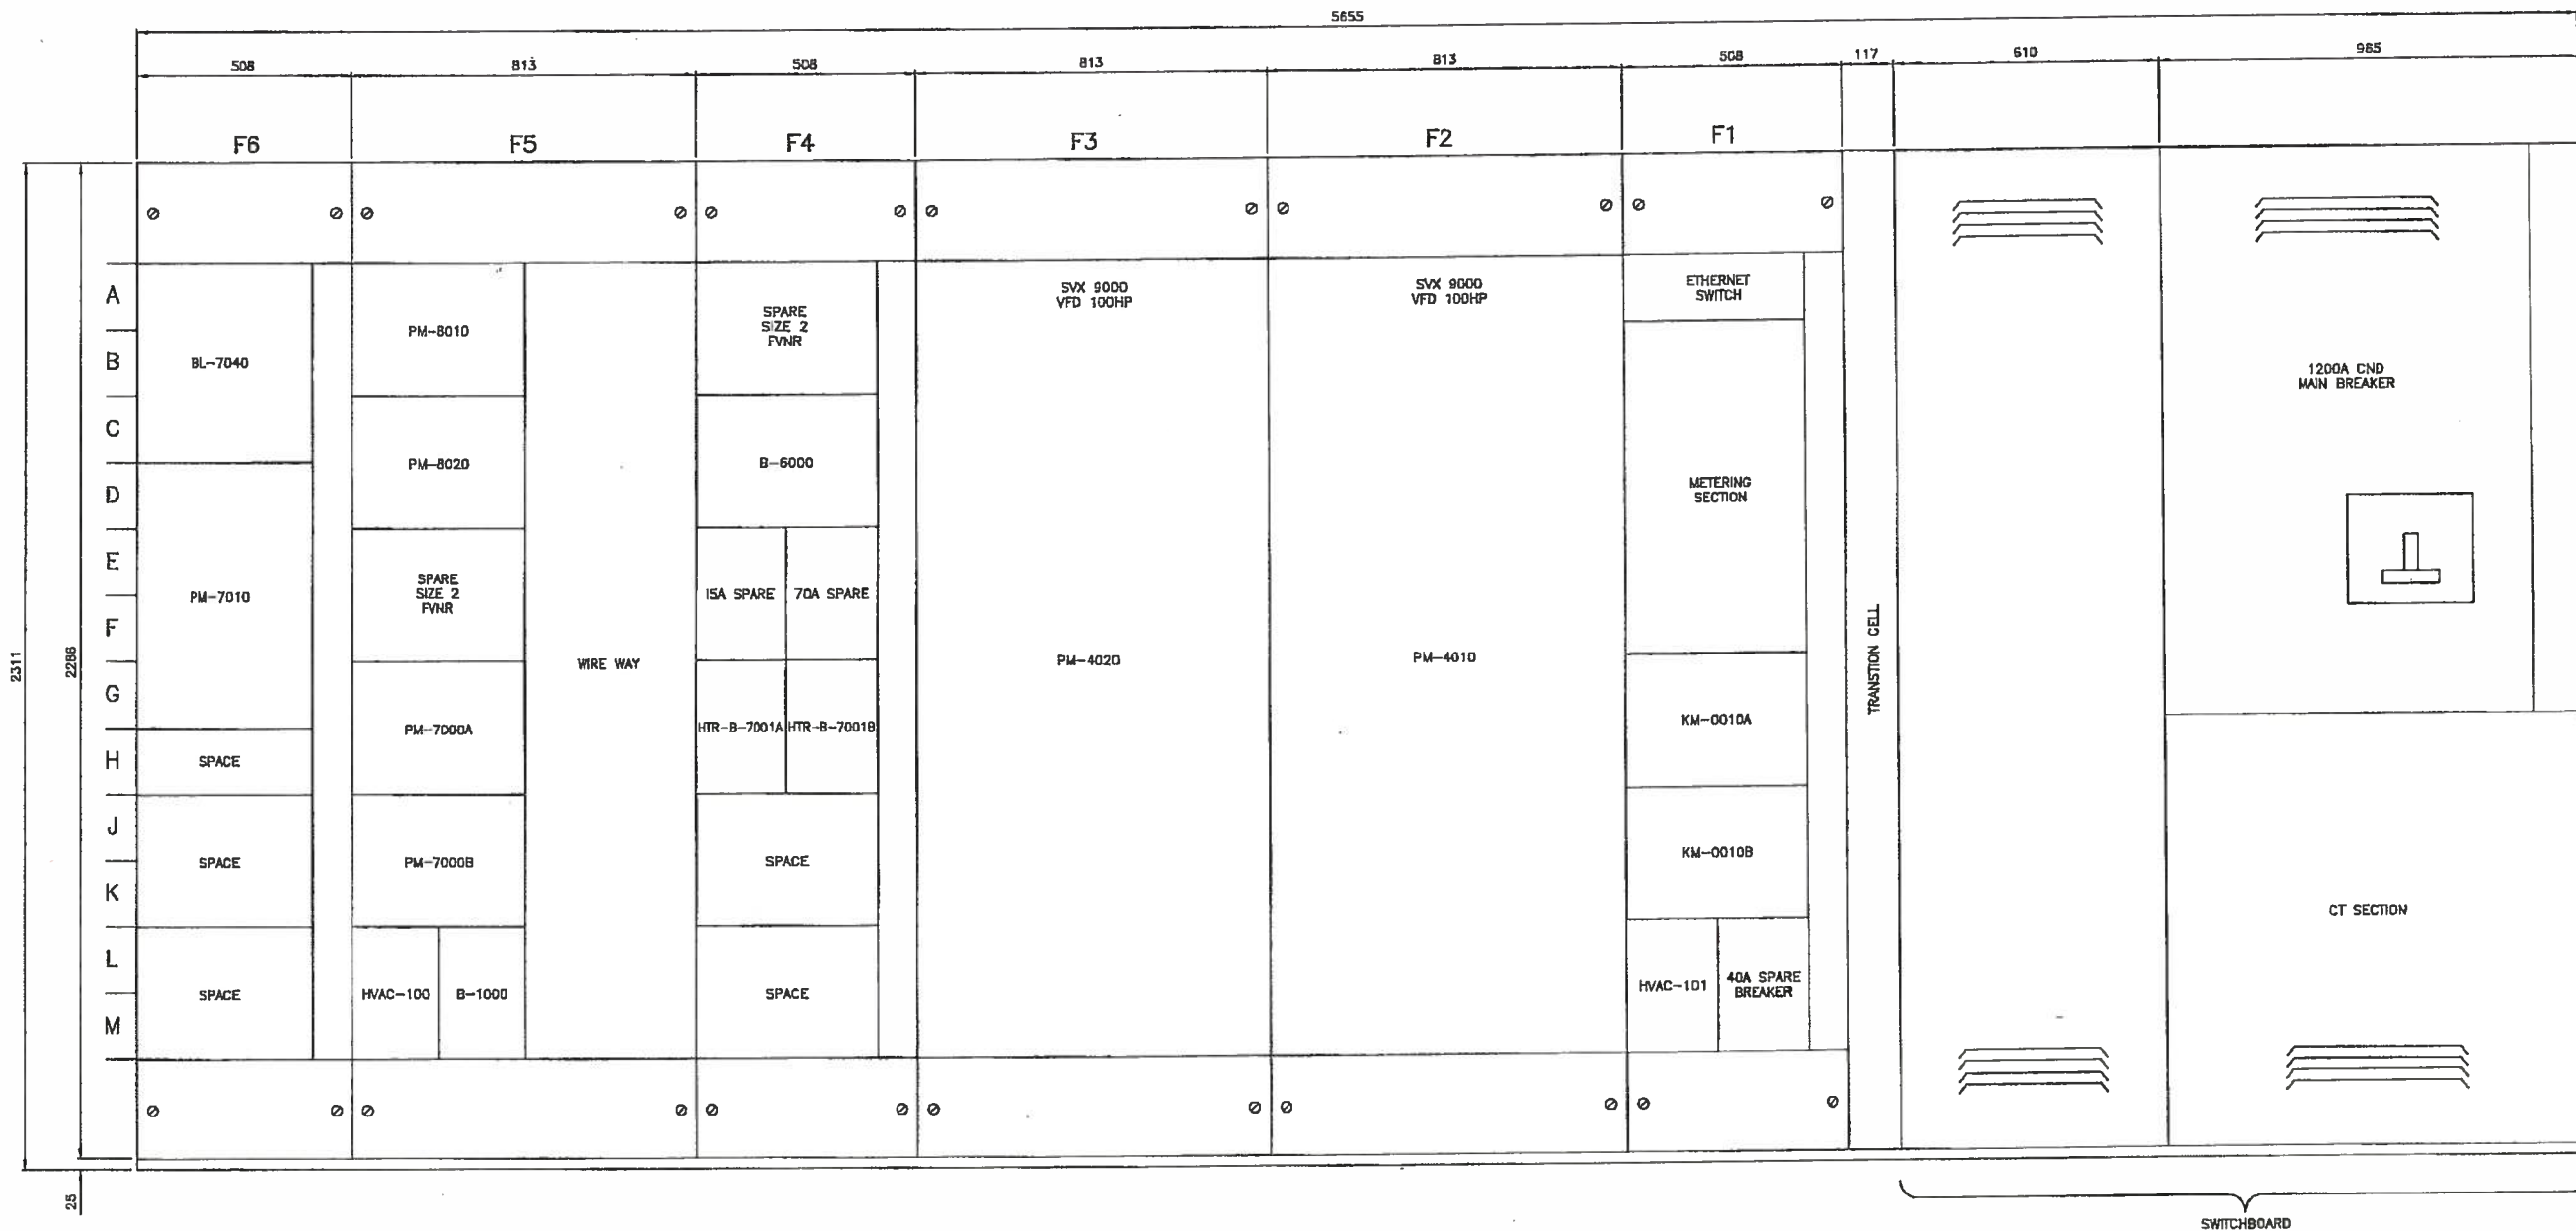 5655
508 813 508 813 813 508 117 610 985
F6 F5 F4 F3 F2 F1
2311
2286
25
A
B
C
D
E
F
G
H
J
K
L
M
BL-7040
PM-7010
SPACE
SPACE
SPACE
PM-8010
PM-8020
SPARE
SIZE 2
FVNR
PM-7000A
PM-7000B
HVAC-100
B-1000
WIRE WAY
SPARE
SIZE 2
FVNR
B-6000
15A SPARE
70A SPARE
HTR-B-7001A
HTR-B-7001B
SPACE
SPACE
SVX 9000
VFD 100HP
PM-4020
SVX 9000
VFD 100HP
PM-4010
ETHERNET
SWITCH
METERING
SECTION
KM-0010A
KM-0010B
HVAC-101
40A SPARE
BREAKER
TRANSTION CELL
1200A CND
MAIN BREAKER
CT SECTION
SWITCHBOARD